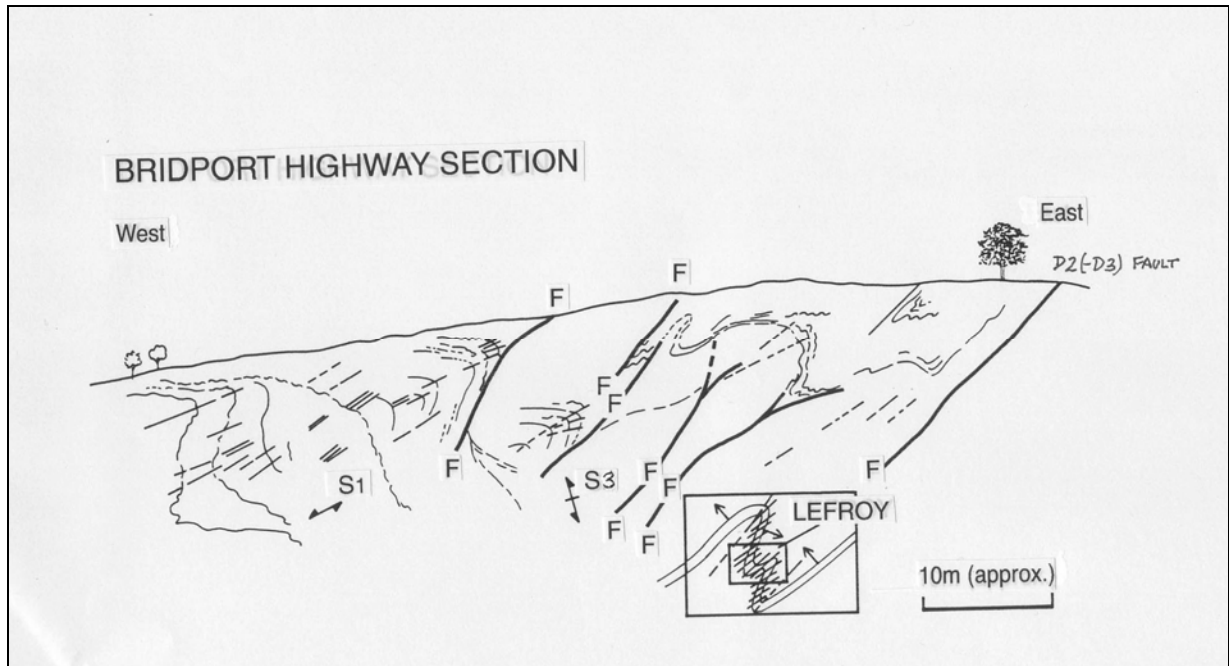 BRIDPORT HIGHWAY SECTION
West
East
D2(-D3) FAULT
F
F
F
F
F
F
F
F
F
F
S1
S3
LEFROY
10m (approx.)